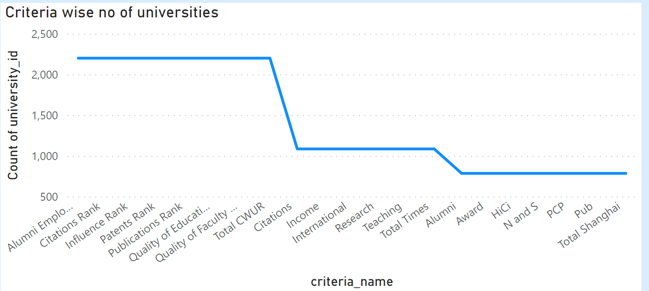 Criteria wise no of universities
Count of university_id
2,500
2,000
1,500
1,000
500
Alumni Emplo...
Citations Rank
Influence Rank
Patents Rank
Publications Rank
Quality of Educati...
Quality of Faculty ...
Total CWUR
Citations
Income
International
Research
Teaching
Total Times
Alumni
Award
HiCi
N and S
PCP
Pub
Total Shanghai
criteria_name